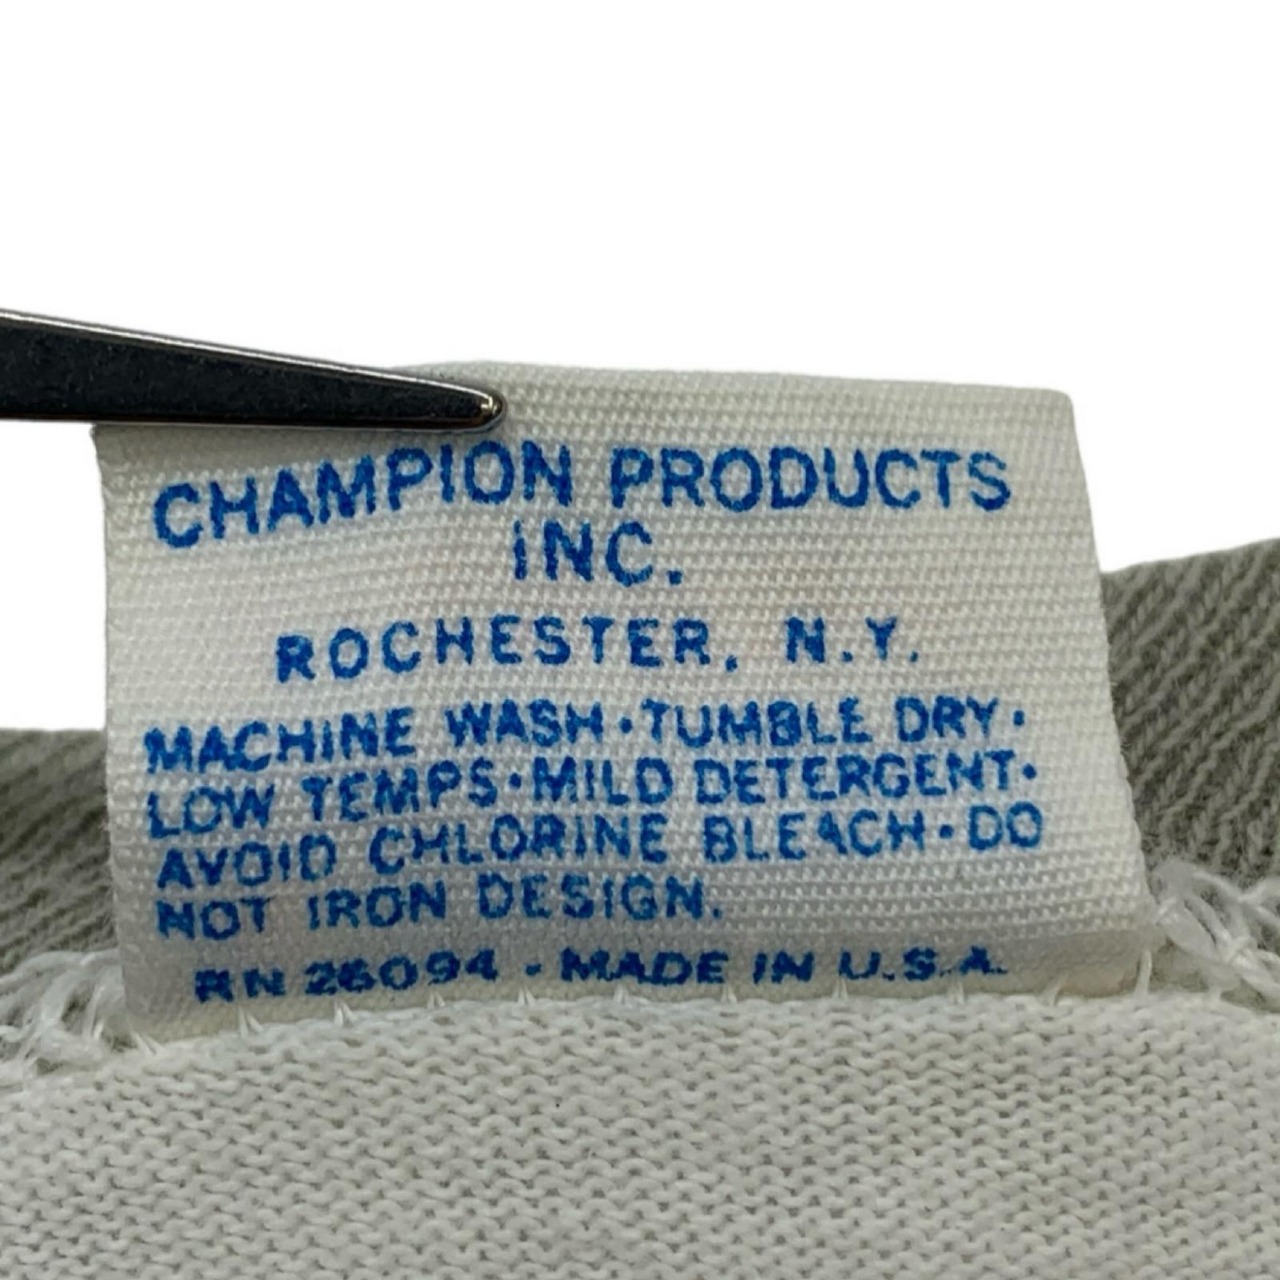 CHAMPION PRODUCTS
INC.
ROCHESTER, N.Y.
MACHINE WASH • TUMBLE DRY •
LOW TEMPS • MILD DETERGENT •
AVOID CHLORINE BLEACH • DO
NOT IRON DESIGN.
RN 26094 - MADE IN U.S.A.